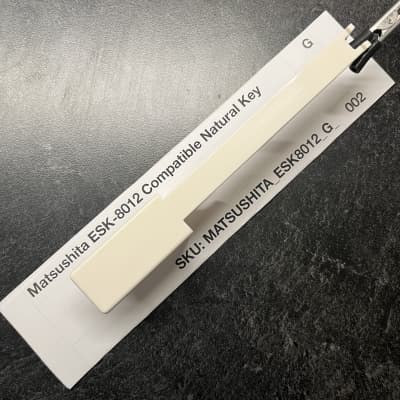 Matsushita ESK-8012 Compatible Natural Key G
SKU: MATSUSHITA_ESK8012_G_ 002